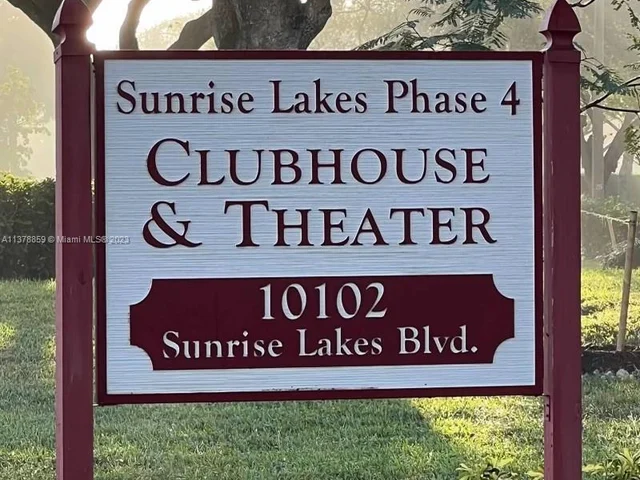 Sunrise Lakes Phase 4
CLUBHOUSE
& THEATER
10102
Sunrise Lakes Blvd.
A11378859 © Miami MLS® 2023